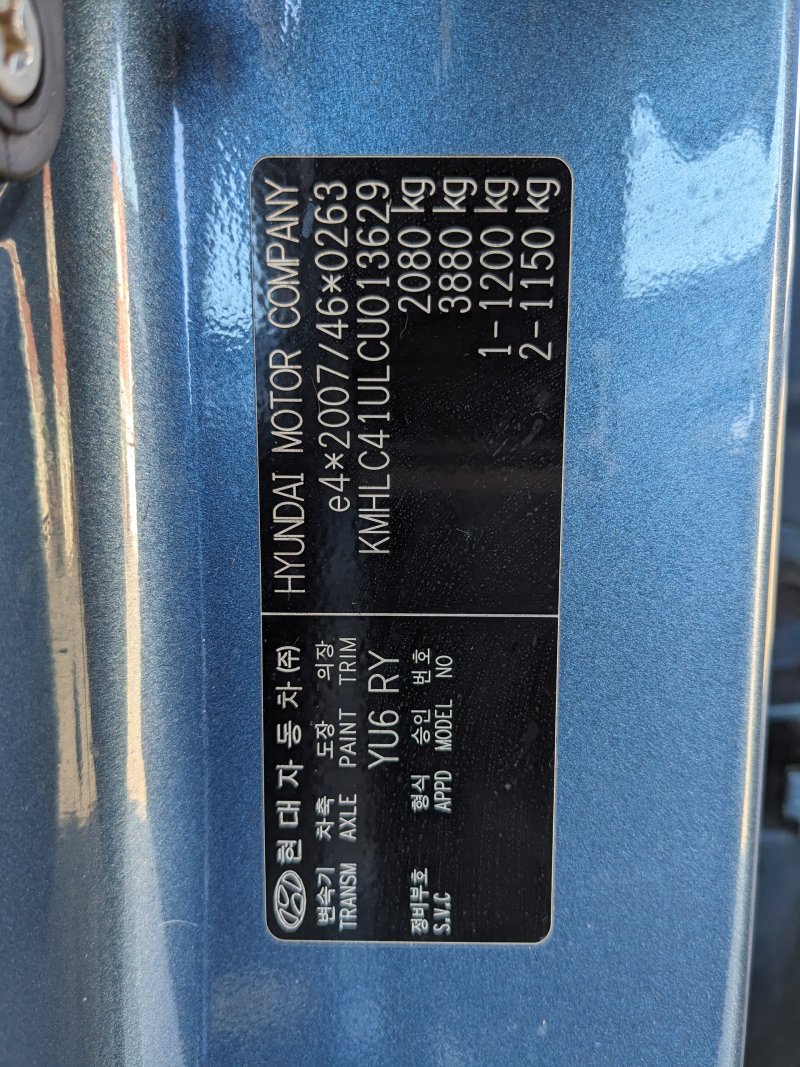 현대자동차(주) HYUNDAI MOTOR COMPANY
변속기 차축 도장 의장 e4*2007/46*0263
TRANSM AXLE PAINT TRIM
YU6 RY KMHLC41ULCU013629
2080 kg
정비부호 형식 승인 번호
S.V.C APPD MODEL NO
3880 kg
1- 1200 kg
2- 1150 kg